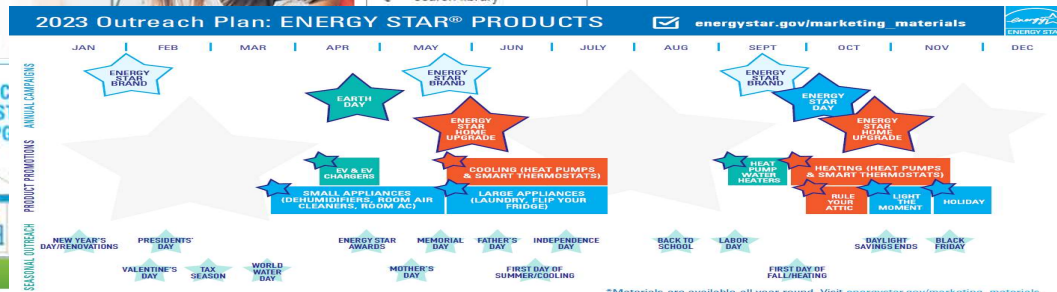 search library
2023 Outreach Plan: ENERGY STAR® PRODUCTS
energystar.gov/marketing_materials
ENERGY STAR
JAN FEB MAR APR MAY JUN JULY AUG SEPT OCT NOV DEC
ANNUAL CAMPAIGNS
ENERGY
STAR
BRAND
EARTH
DAY
ENERGY
STAR
BRAND
ENERGY
STAR
HOME
UPGRADE
ENERGY
STAR
BRAND
ENERGY
STAR
DAY
ENERGY
STAR
HOME
UPGRADE
PRODUCT PROMOTIONS
EV & EV
CHARGERS
COOLING (HEAT PUMPS
& SMART THERMOSTATS)
HEAT
PUMP
WATER
HEATERS
HEATING (HEAT PUMPS
& SMART THERMOSTATS)
SMALL APPLIANCES
(DEHUMIDIFIERS, ROOM AIR
CLEANERS, ROOM AC)
LARGE APPLIANCES
(LAUNDRY, FLIP YOUR
FRIDGE)
RULE
YOUR
ATTIC
LIGHT
THE
MOMENT
HOLIDAY
SEASONAL OUTREACH
NEW YEAR'S
DAY/RENOVATIONS
PRESIDENTS'
DAY
ENERGY STAR
AWARDS
MEMORIAL
DAY
FATHER'S
DAY
INDEPENDENCE
DAY
BACK TO
SCHOOL
LABOR
DAY
DAYLIGHT
SAVINGS ENDS
BLACK
FRIDAY
VALENTINE'S
DAY
TAX
SEASON
WORLD
WATER
DAY
MOTHER'S
DAY
FIRST DAY OF
SUMMER/COOLING
FIRST DAY OF
FALL/HEATING
*Materials are available all year round. Visit energystar.gov/marketing_materials